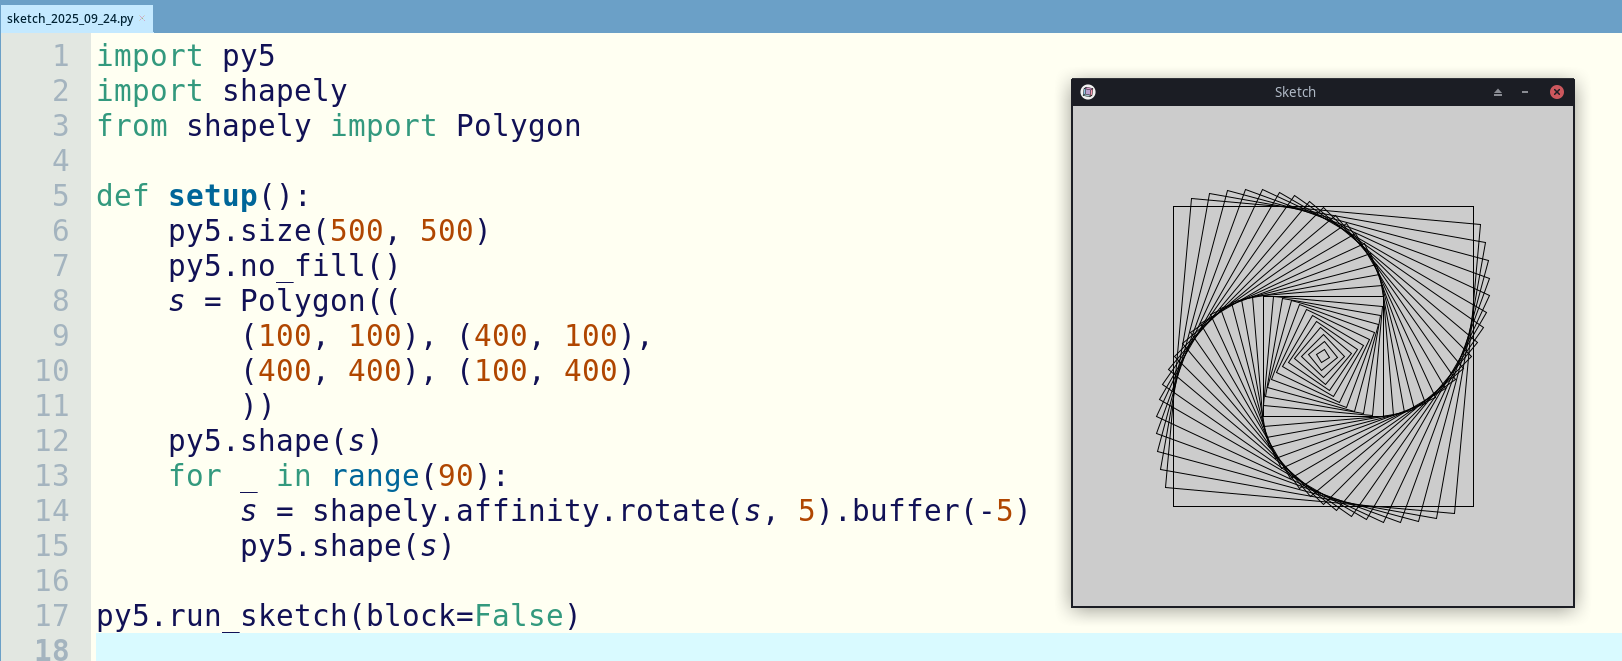 sketch_2025_09_24.py ×
1 import py5
2 import shapely
3 from shapely import Polygon
4
5 def setup():
6     py5.size(500, 500)
7     py5.no_fill()
8     s = Polygon((
9         (100, 100), (400, 100),
10         (400, 400), (100, 400)
11         ))
12     py5.shape(s)
13     for _ in range(90):
14         s = shapely.affinity.rotate(s, 5).buffer(-5)
15         py5.shape(s)
16
17 py5.run_sketch(block=False)
18
Sketch